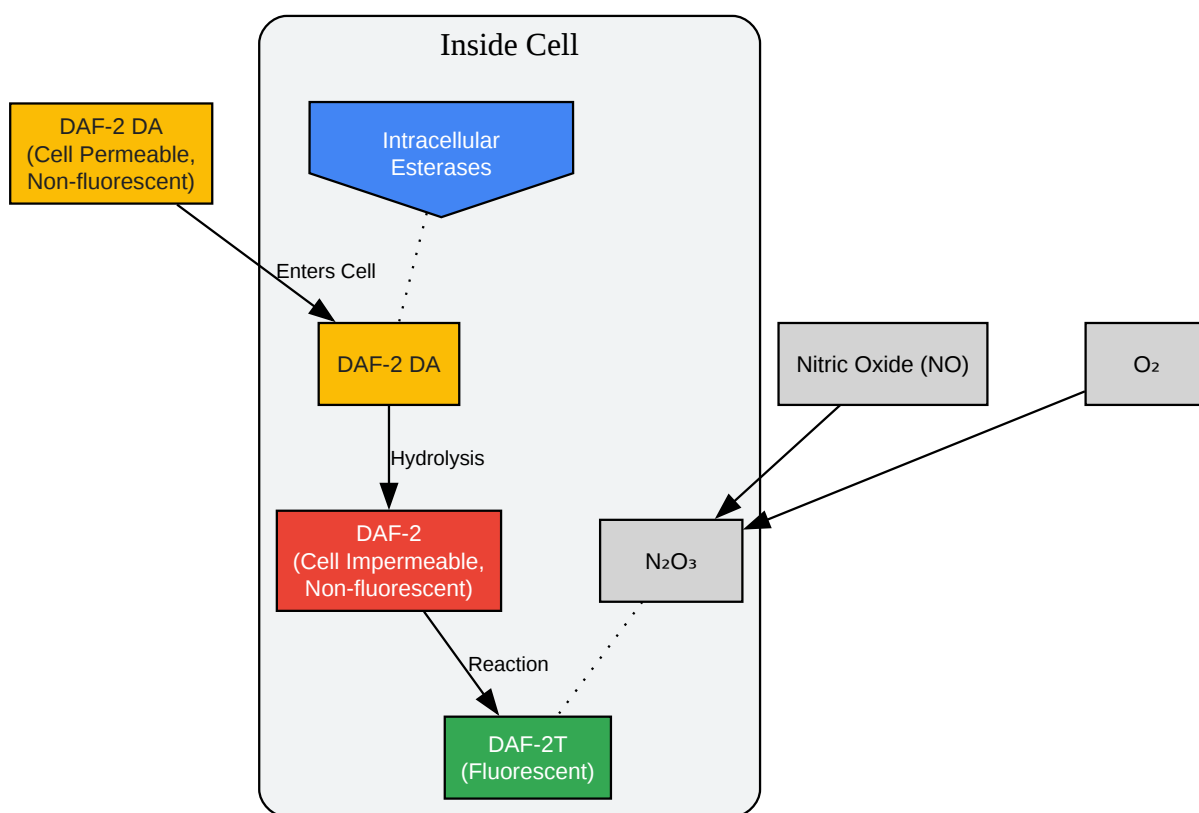 Inside Cell
DAF-2 DA
(Cell Permeable,
Non-fluorescent)
Intracellular
Esterases
Enters Cell
DAF-2 DA
Nitric Oxide (NO)
O₂
Hydrolysis
DAF-2
(Cell Impermeable,
Non-fluorescent)
N₂O₃
Reaction
DAF-2T
(Fluorescent)